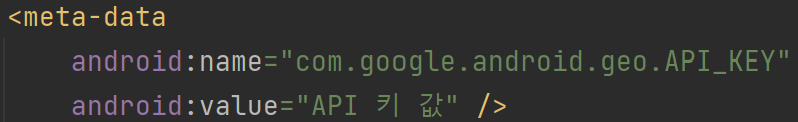 <meta-data
android:name="com.google.android.geo.API_KEY"
android:value="API 키 값" />